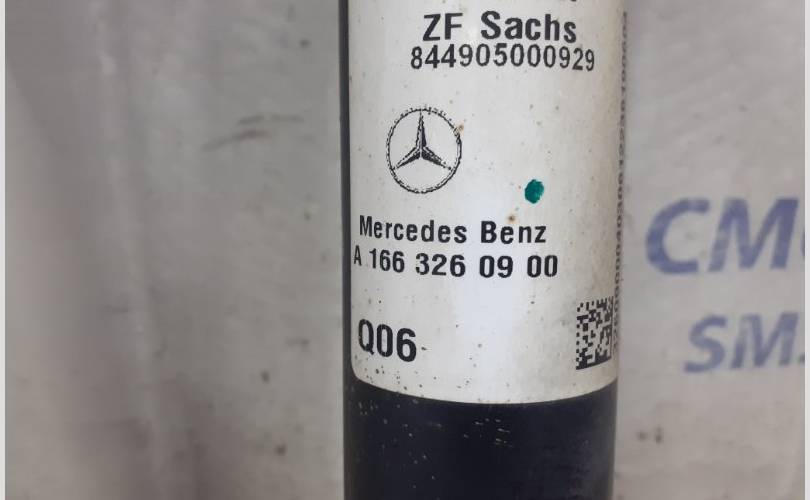 ZF Sachs
844905000929
Mercedes Benz
A 166 326 09 00
Q06